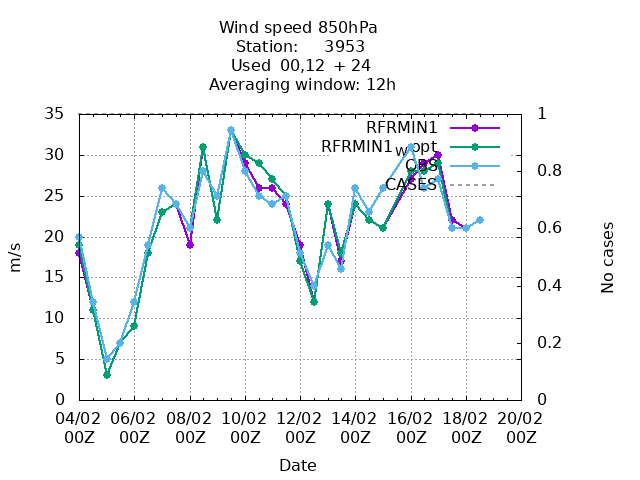 Wind speed 850hPa
Station: 3953
Used 00,12 + 24
Averaging window: 12h
RFRMIN1
RFRMIN1wopt
OBS
CASES
m/s
35
30
25
20
15
10
5
0
No cases
1
0.8
0.6
0.4
0.2
0
04/02 06/02 08/02 10/02 12/02 14/02 16/02 18/02 20/02
00Z 00Z 00Z 00Z 00Z 00Z 00Z 00Z 00Z
Date